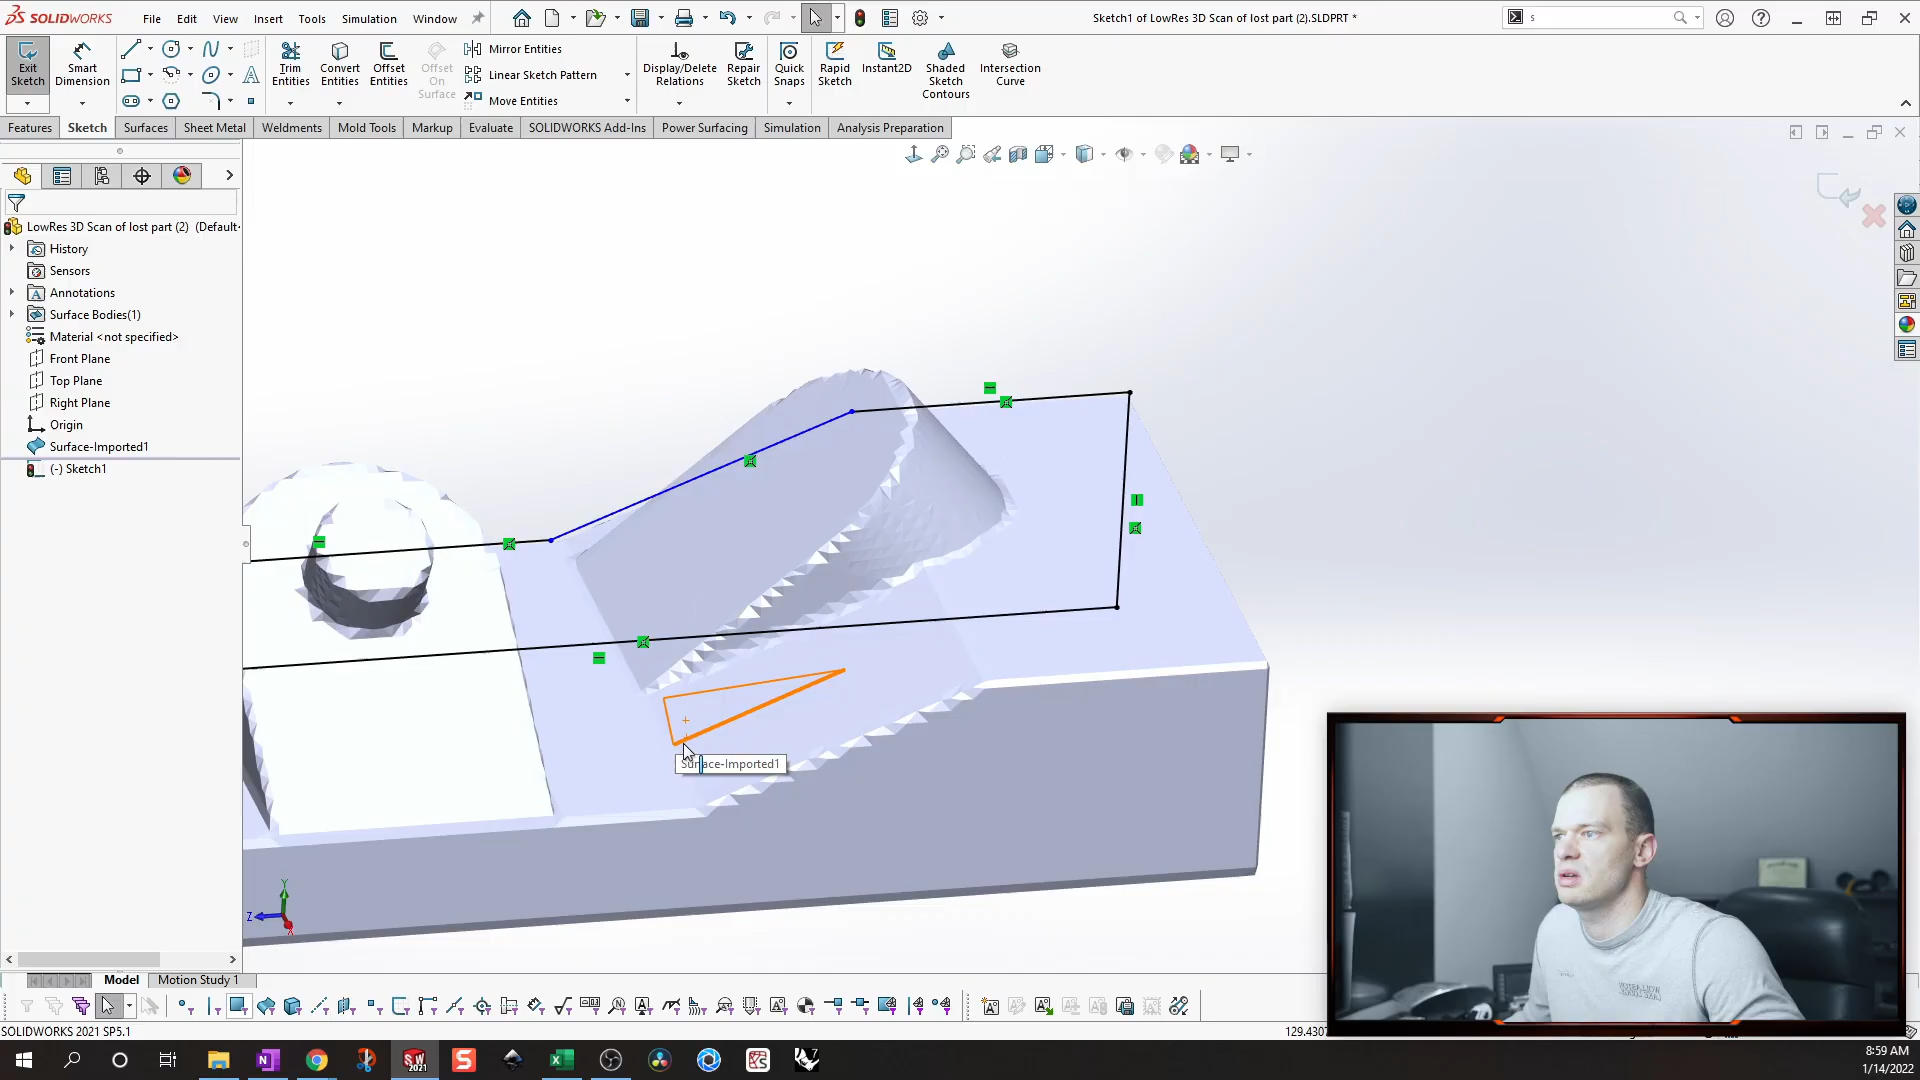 SOLIDWORKS
File
Edit
View
Insert
Tools
Simulation
Window
Sketch1 of LowRes 3D Scan of lost part (2).SLDPRT *
s
Exit
Sketch
Smart
Dimension
Trim
Entities
Convert
Entities
Offset
Entities
Offset
On
Surface
Mirror Entities
Linear Sketch Pattern
Move Entities
Display/Delete
Relations
Repair
Sketch
Quick
Snaps
Rapid
Sketch
Instant2D
Shaded
Sketch
Contours
Intersection
Curve
Features
Sketch
Surfaces
Sheet Metal
Weldments
Mold Tools
Markup
Evaluate
SOLIDWORKS Add-Ins
Power Surfacing
Simulation
Analysis Preparation
LowRes 3D Scan of lost part (2) (Default
History
Sensors
Annotations
Surface Bodies(1)
Material <not specified>
Front Plane
Top Plane
Right Plane
Origin
Surface-Imported1
(-) Sketch1
Surface-Imported1
Y
Z
Model
Motion Study 1
SOLIDWORKS 2021 SP5.1
129.430
8:59 AM
1/14/2022